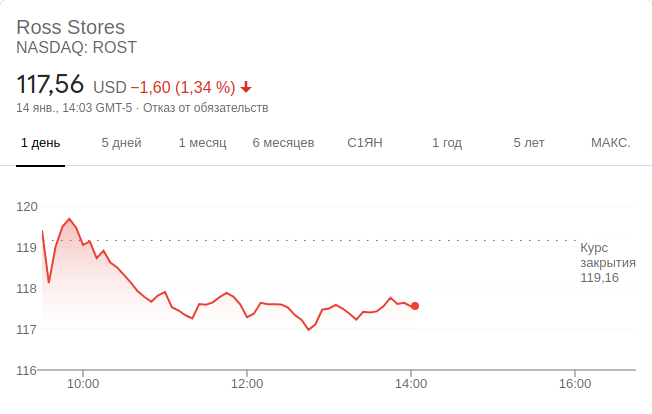 Ross Stores
NASDAQ: ROST
117,56 USD −1,60 (1,34 %)
14 янв., 14:03 GMT-5 · Отказ от обязательств
1 день 5 дней 1 месяц 6 месяцев С1ЯН 1 год 5 лет МАКС.
120
119
118
117
116
Курс
закрытия
119,16
10:00 12:00 14:00 16:00